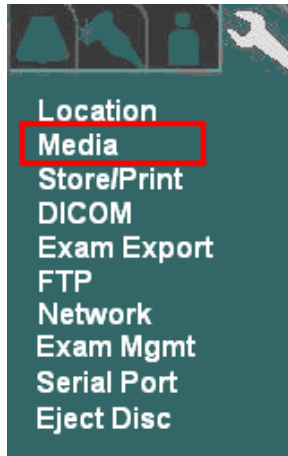 Location
Media
Store/Print
DICOM
Exam Export
FTP
Network
Exam Mgmt
Serial Port
Eject Disc